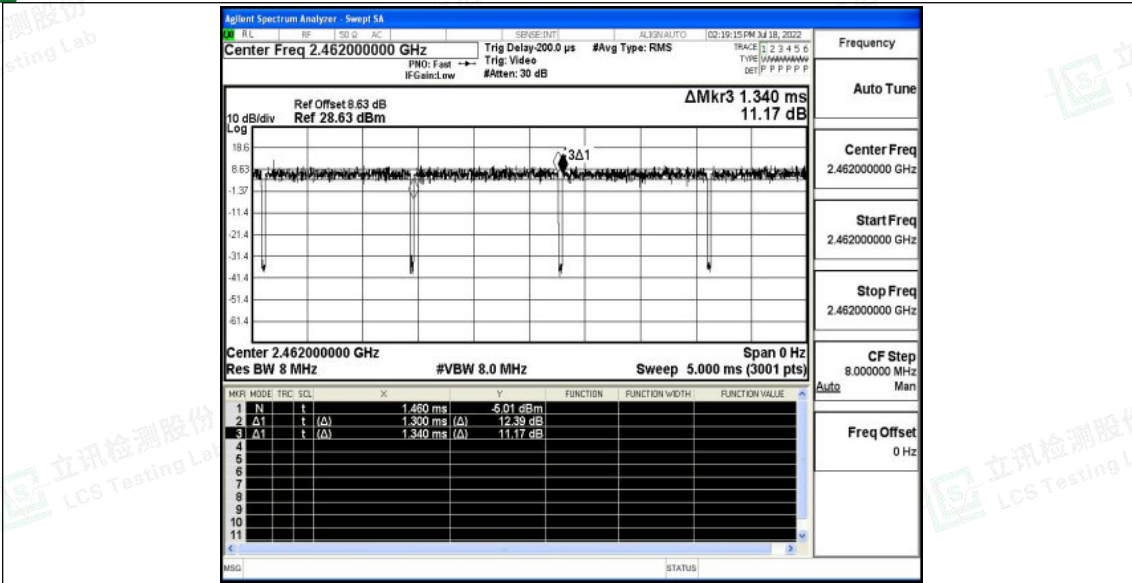 Agilent Spectrum Analyzer - Swept SA
RL RF 50 Ω AC SENSE:INT ALIGN AUTO 02:19:15 PM Jul 18, 2022
Center Freq 2.462000000 GHz
PNO: Fast
IFGain:Low
Trig Delay-200.0 µs
Trig: Video
#Atten: 30 dB
#Avg Type: RMS
TRACE 1 2 3 4 5 6
TYPE
DET P P P P P P
Ref Offset 8.63 dB
10 dB/div Ref 28.63 dBm
Log
ΔMkr3 1.340 ms
11.17 dB
18.6
8.63
-1.37
-11.4
-21.4
-31.4
-41.4
-51.4
-61.4
3Δ1
Center 2.462000000 GHz Span 0 Hz
Res BW 8 MHz #VBW 8.0 MHz Sweep 5.000 ms (3001 pts)
MKR MODE TRC SCL X Y FUNCTION FUNCTION WIDTH FUNCTION VALUE
1 N t 1.460 ms -5.01 dBm
2 Δ1 t (Δ) 1.300 ms (Δ) 12.39 dB
3 Δ1 t (Δ) 1.340 ms (Δ) 11.17 dB
4
5
6
7
8
9
10
11
MSG STATUS
Frequency
Auto Tune
Center Freq
2.462000000 GHz
Start Freq
2.462000000 GHz
Stop Freq
2.462000000 GHz
CF Step
8.000000 MHz
Auto Man
Freq Offset
0 Hz
立讯检测股份
LCS Testing Lab
立讯检测股份
LCS Testing L
测股份
sting Lab